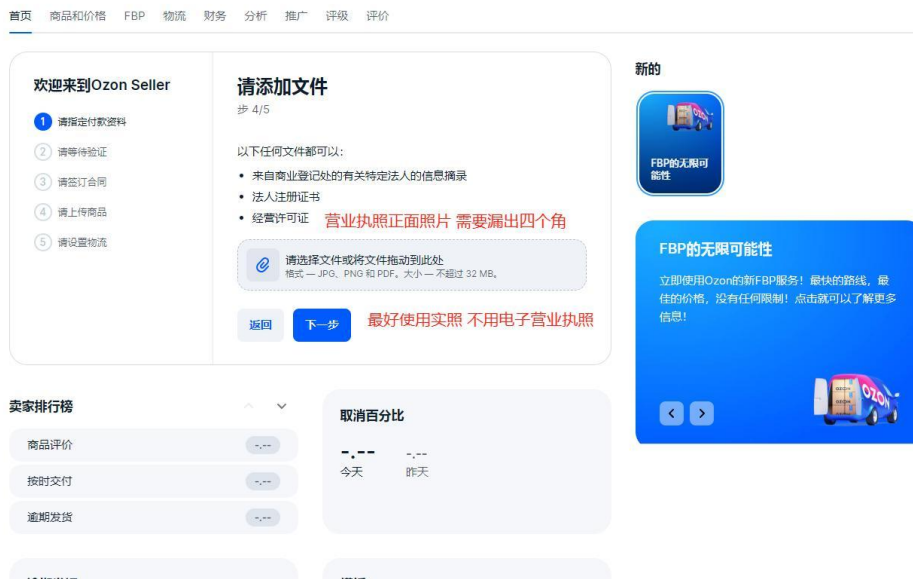 首页 商品和价格 FBP 物流 财务 分析 推广 评级 评价
欢迎来到Ozon Seller
1 请指定付款资料
2 请等待验证
3 请签订合同
4 请上传商品
5 请设置物流
请添加文件
步 4/5
以下任何文件都可以：
• 来自商业登记处的有关特定法人的信息摘录
• 法人注册证书
• 经营许可证
营业执照正面照片 需要漏出四个角
请选择文件或将文件拖动到此处
格式 — JPG、PNG 和 PDF。大小 — 不超过 32 MB。
返回 下一步
最好使用实照 不用电子营业执照
新的
FBP的无限可
能性
FBP的无限可能性
立即使用Ozon的新FBP服务！最快的路线，最
佳的价格，没有任何限制！点击就可以了解更多
信息！
OZON
卖家排行榜
商品评价 -.--
按时交付 -.--
逾期发货 -.--
取消百分比
-.-- -.--
今天 昨天